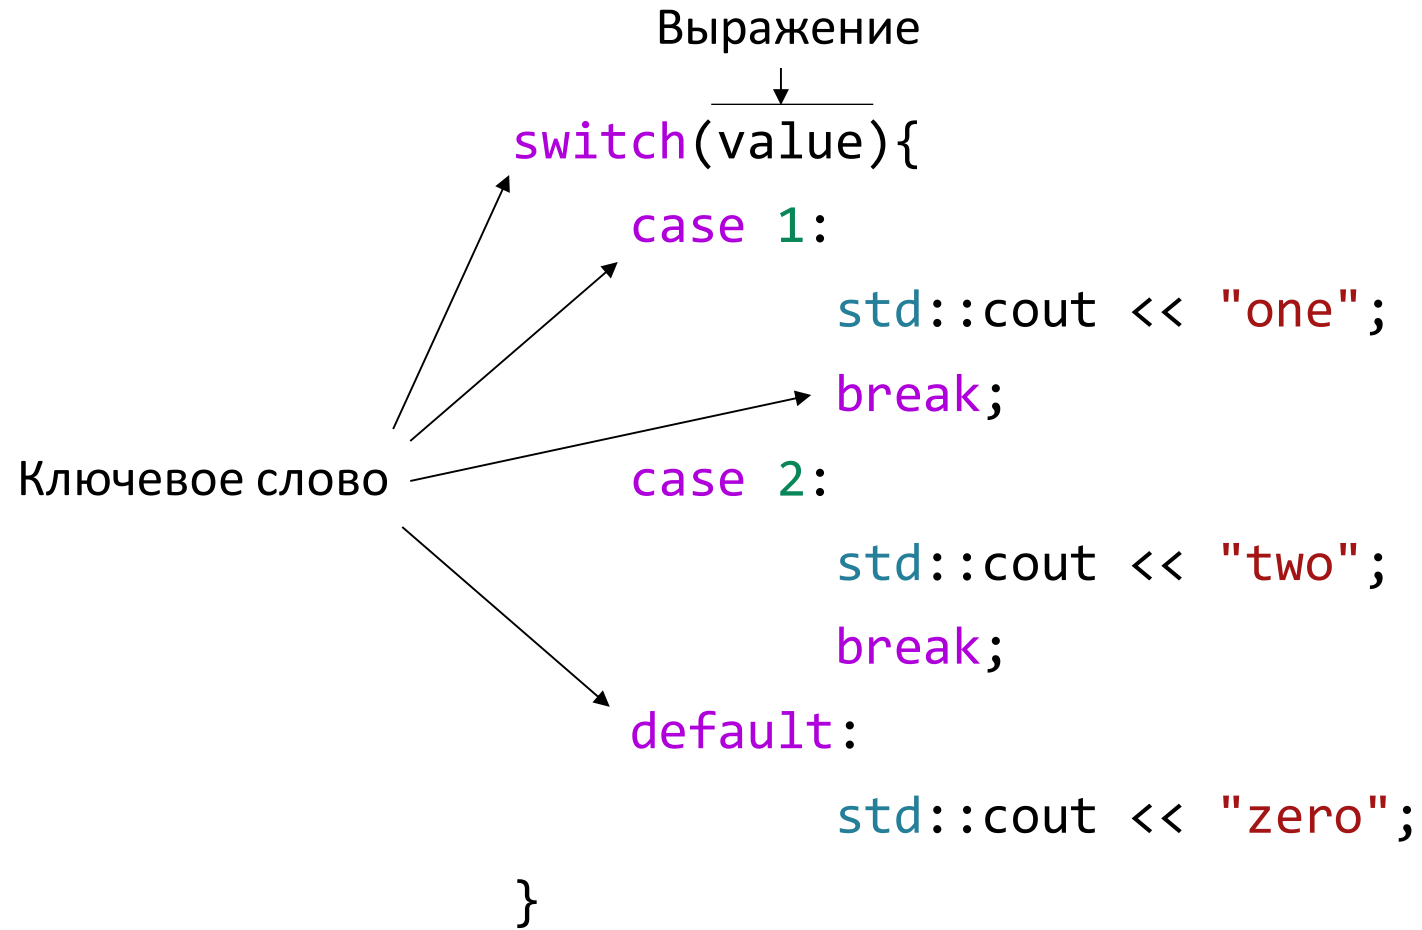 Выражение
switch(value){
case 1:
std::cout << "one";
break;
Ключевое слово
case 2:
std::cout << "two";
break;
default:
std::cout << "zero";
}